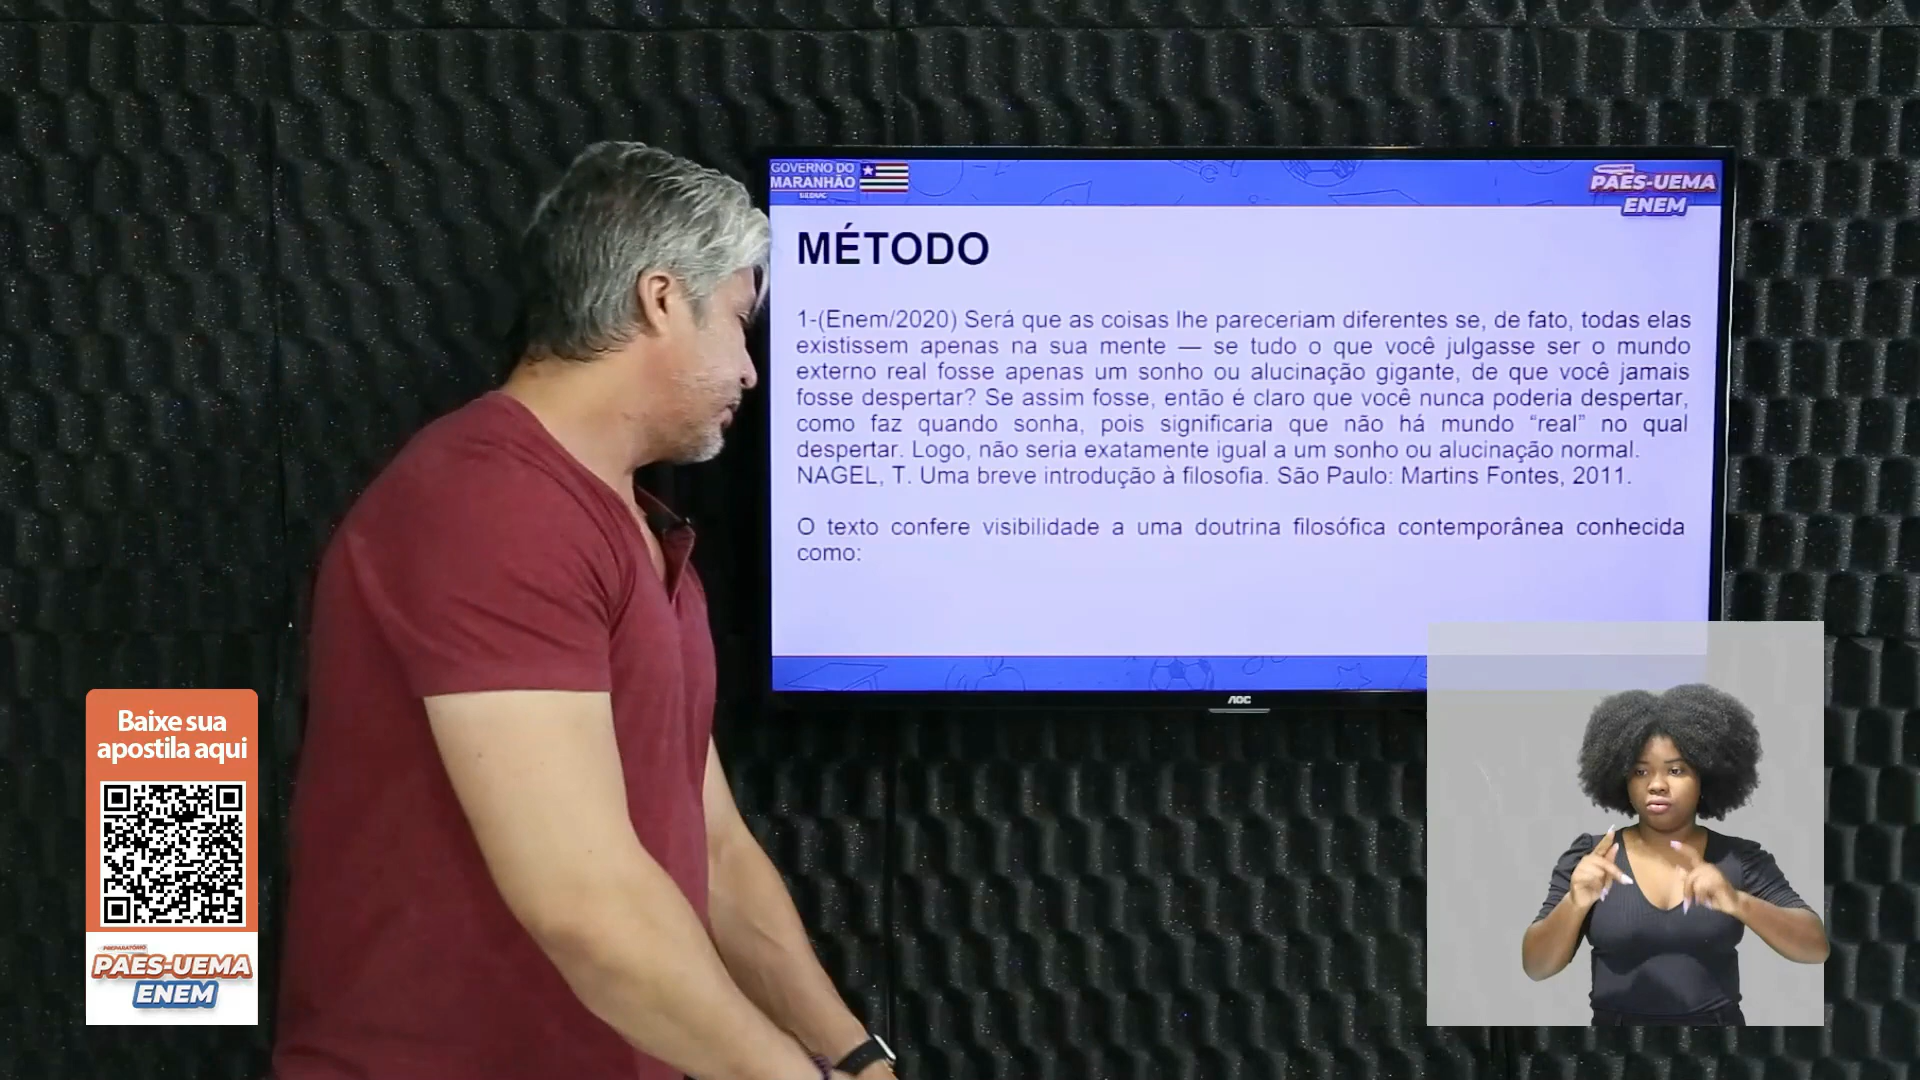 GOVERNO DO
MARANHÃO
SEDUC
PAES-UEMA
ENEM
MÉTODO
1-(Enem/2020) Será que as coisas lhe pareceriam diferentes se, de fato, todas elas
existissem apenas na sua mente — se tudo o que você julgasse ser o mundo
externo real fosse apenas um sonho ou alucinação gigante, de que você jamais
fosse despertar? Se assim fosse, então é claro que você nunca poderia despertar,
como faz quando sonha, pois significaria que não há mundo “real” no qual
despertar. Logo, não seria exatamente igual a um sonho ou alucinação normal.
NAGEL, T. Uma breve introdução à filosofia. São Paulo: Martins Fontes, 2011.
O texto confere visibilidade a uma doutrina filosófica contemporânea conhecida
como:
AOC
Baixe sua
apostila aqui
PREPARATÓRIO
PAES-UEMA
ENEM